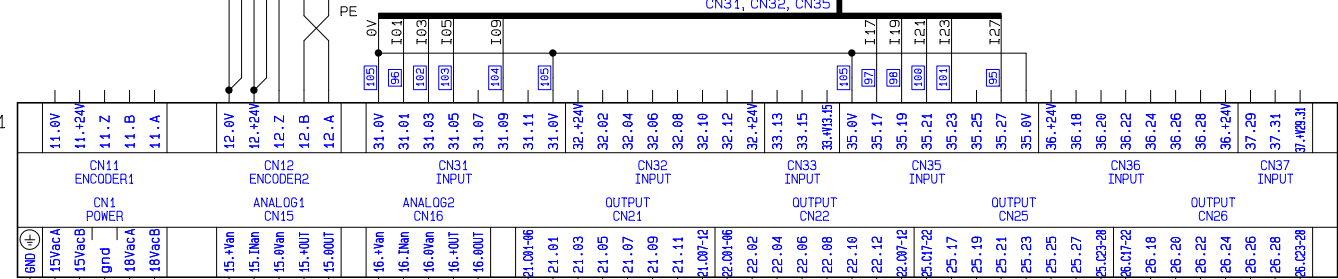 CN31, CN32, CN35
PE
0V I01 I03 I05 I09 I17 I19 I21 I23 I27
105 96 102 103 104 105 105 97 98 100 101 95
11.0V 11.+24V 11.Z 11.B 11.A 12.0V 12.+24V 12.Z 12.B 12.A 31.0V 31.01 31.03 31.05 31.07 31.09 31.11 31.0V 32.+24V 32.02 32.04 32.06 32.08 32.10 32.12 32.+24V 33.13 33.15 33.+V13.15 35.0V 35.17 35.19 35.21 35.23 35.25 35.27 35.0V 36.+24V 36.18 36.20 36.22 36.24 36.26 36.28 36.+24V 37.29 37.31 37.+V29.31
CN11 CN12 CN31 CN32 CN33 CN35 CN36 CN37
ENCODER1 ENCODER2 INPUT INPUT INPUT INPUT INPUT INPUT
CN1 ANALOG1 ANALOG2 OUTPUT OUTPUT OUTPUT OUTPUT
POWER CN15 CN16 CN21 CN22 CN25 CN26
GND 15VacA 15VacB gnd 18VacA 18VacB 15.+Van 15.INan 15.0Van 15.+OUT 15.0OUT 16.+Van 16.INan 16.0Van 16.+OUT 16.0OUT 21.C01-06 21.01 21.03 21.05 21.07 21.09 21.11 21.C07-12 22.C01-06 22.02 22.04 22.06 22.08 22.10 22.12 22.C07-12 25.C17-22 25.17 25.19 25.21 25.23 25.25 25.27 25.C23-28 26.C17-22 26.18 26.20 26.22 26.24 26.26 26.28 26.C23-28